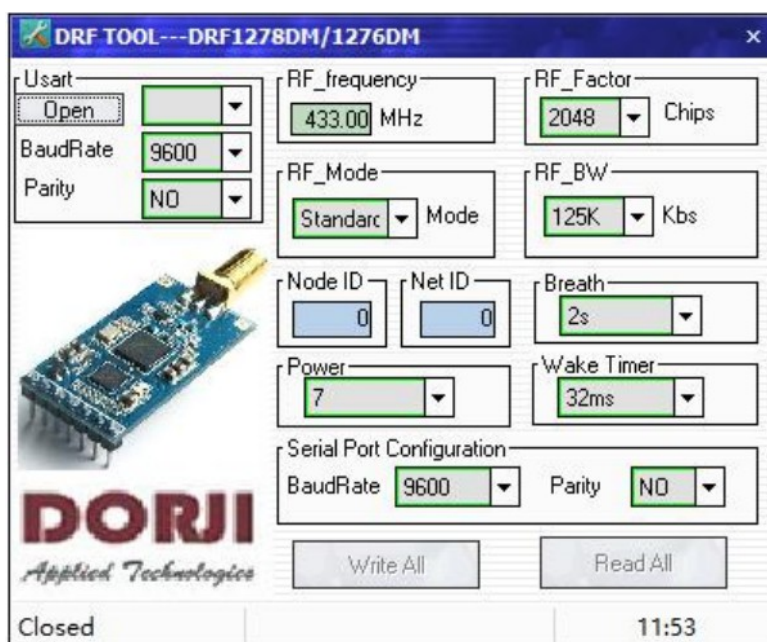 DRF TOOL---DRF1278DM/1276DM
Usart
Open
BaudRate 9600
Parity NO
RF_frequency
433.00 MHz
RF_Factor
2048 Chips
RF_Mode
Standarc Mode
RF_BW
125K Kbs
Node ID
0
Net ID
0
Breath
2s
Power
7
Wake Timer
32ms
Serial Port Configuration
BaudRate 9600 Parity NO
DORJI
Applied Technologies
Write All Read All
Closed 11:53